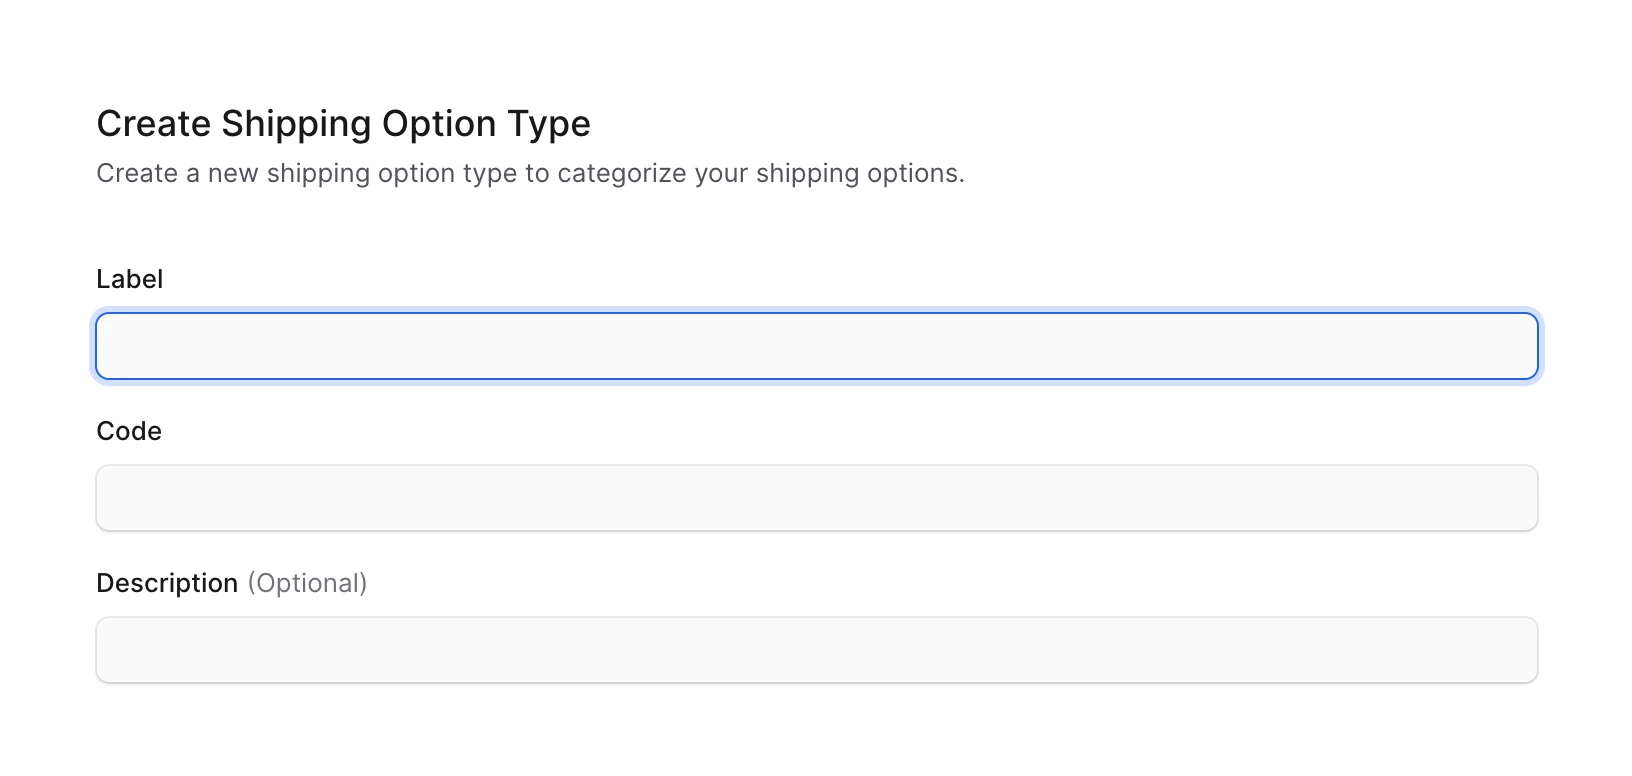 Create Shipping Option Type
Create a new shipping option type to categorize your shipping options.
Label
Code
Description (Optional)